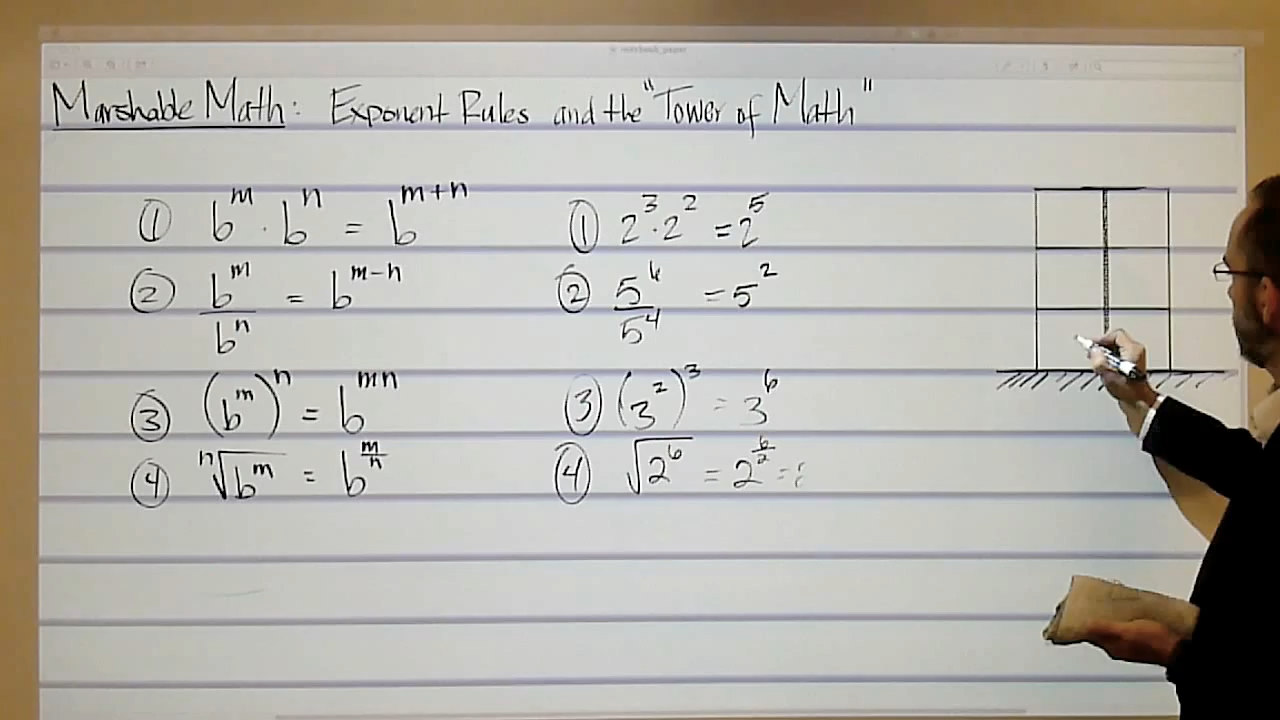 notebook_paper
Marshable Math: Exponent Rules and the "Tower of Math"
① b^m · b^n = b^(m+n) ① 2^3 · 2^2 = 2^5
② b^m / b^n = b^(m-n) ② 5^6 / 5^4 = 5^2
③ (b^m)^n = b^(mn) ③ (3^2)^3 = 3^6
④ ⁿ√(b^m) = b^(m/n) ④ √(2^6) = 2^(6/2) =